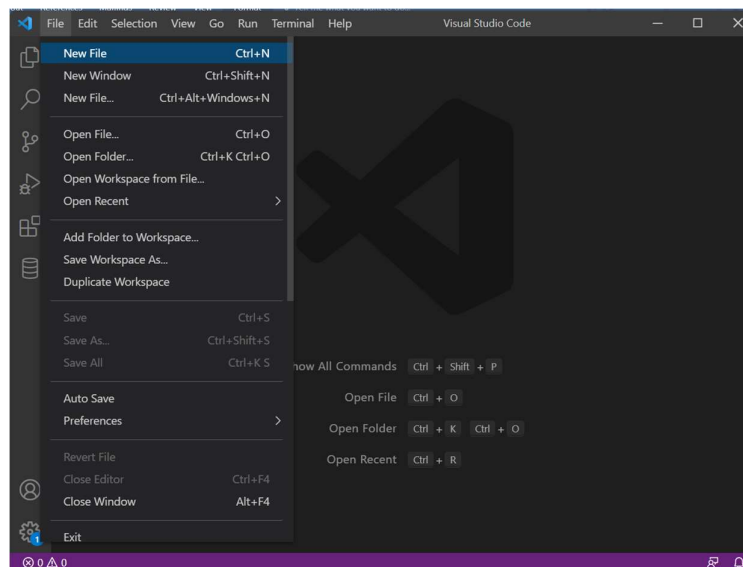 File Edit Selection View Go Run Terminal Help Visual Studio Code
New File Ctrl+N
New Window Ctrl+Shift+N
New File... Ctrl+Alt+Windows+N
Open File... Ctrl+O
Open Folder... Ctrl+K Ctrl+O
Open Workspace from File...
Open Recent
Add Folder to Workspace...
Save Workspace As...
Duplicate Workspace
Save Ctrl+S
Save As... Ctrl+Shift+S
Save All Ctrl+K S
Auto Save
Preferences
Revert File
Close Editor Ctrl+F4
Close Window Alt+F4
Exit
how All Commands Ctrl + Shift + P
Open File Ctrl + O
Open Folder Ctrl + K Ctrl + O
Open Recent Ctrl + R
1
0 0